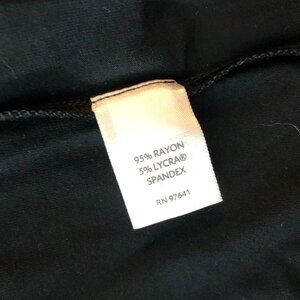 95% RAYON
5% LYCRA®
SPANDEX
RN 97641